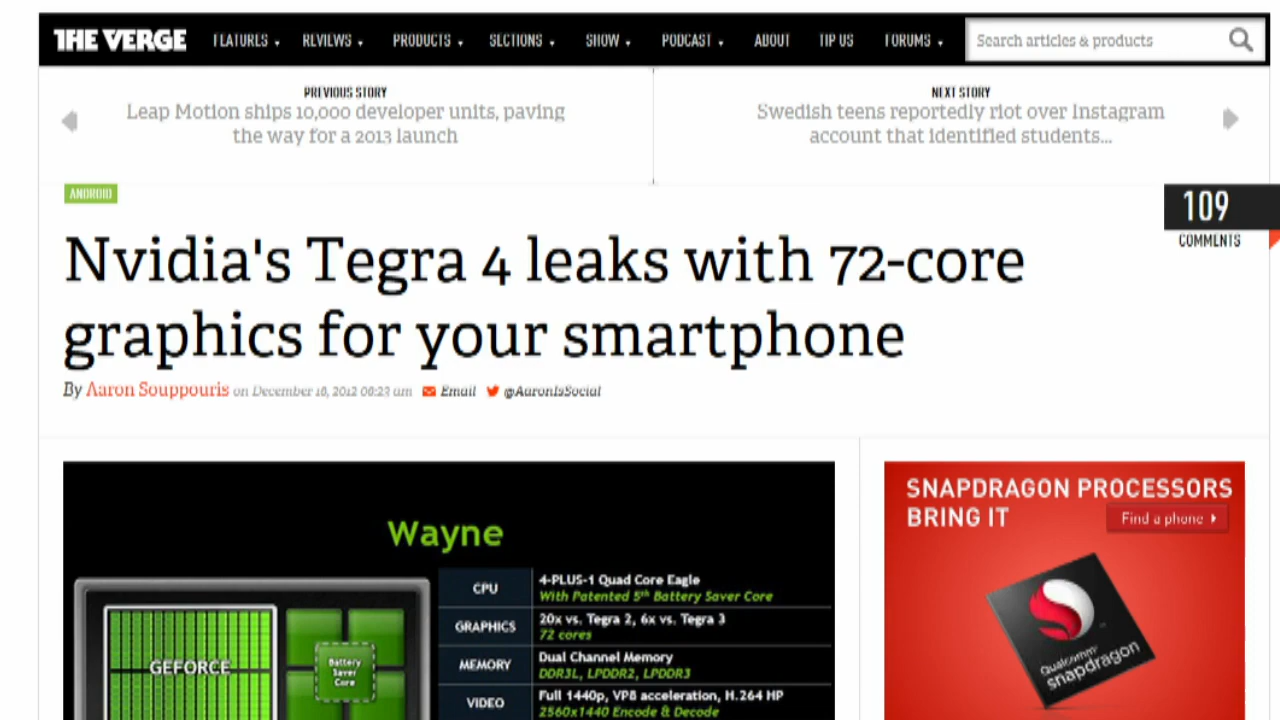 THE VERGE FEATURES REVIEWS PRODUCTS SECTIONS SHOW PODCAST ABOUT TIP US FORUMS Search articles & products
PREVIOUS STORY
Leap Motion ships 10,000 developer units, paving
the way for a 2013 launch
NEXT STORY
Swedish teens reportedly riot over Instagram
account that identified students...
ANDROID
109
COMMENTS
Nvidia's Tegra 4 leaks with 72-core
graphics for your smartphone
By Aaron Souppouris on December 18, 2012 08:23 am Email @AaronIsSocial
Wayne
GEFORCE
Battery
Saver
Core
CPU
4-PLUS-1 Quad Core Eagle
With Patented 5th Battery Saver Core
GRAPHICS
20x vs. Tegra 2, 6x vs. Tegra 3
72 cores
MEMORY
Dual Channel Memory
DDR3L, LPDDR2, LPDDR3
VIDEO
Full 1440p, VP8 acceleration, H.264 HP
2560x1440 Encode & Decode
SNAPDRAGON PROCESSORS
BRING IT
Find a phone
Qualcomm
snapdragon